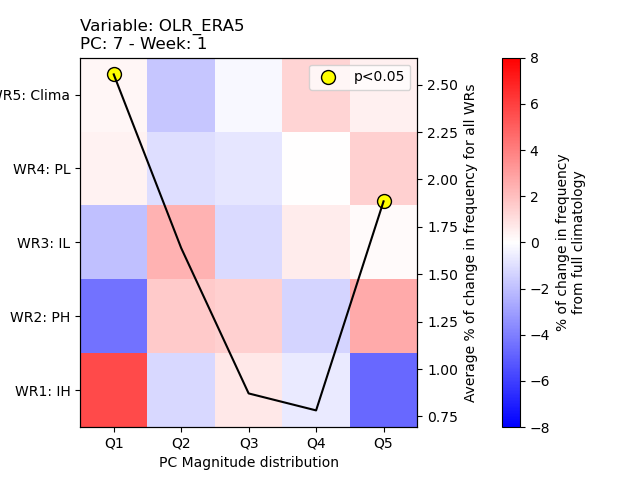 Variable: OLR_ERA5
PC: 7 - Week: 1
p<0.05
WR5: Clima
WR4: PL
WR3: IL
WR2: PH
WR1: IH
Q1 Q2 Q3 Q4 Q5
PC Magnitude distribution
2.50
2.25
2.00
1.75
1.50
1.25
1.00
0.75
Average % of change in frequency for all WRs
8
6
4
2
0
−2
−4
−6
−8
% of change in frequency
from full climatology